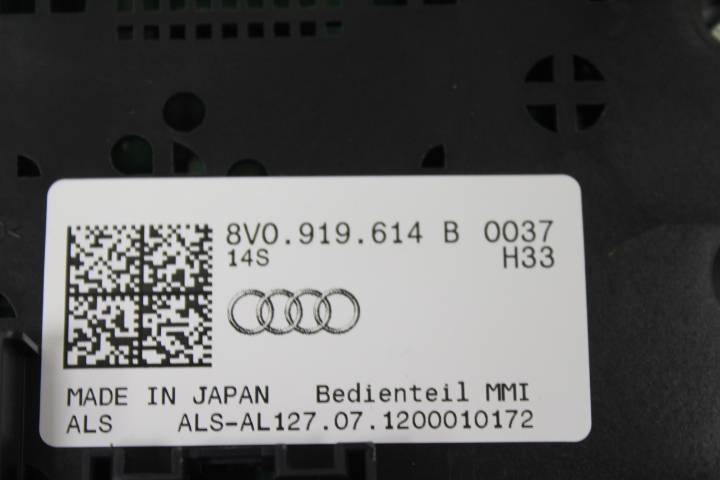 8V0.919.614 B 0037
14S H33
MADE IN JAPAN Bedienteil MMI
ALS ALS-AL127.07.1200010172